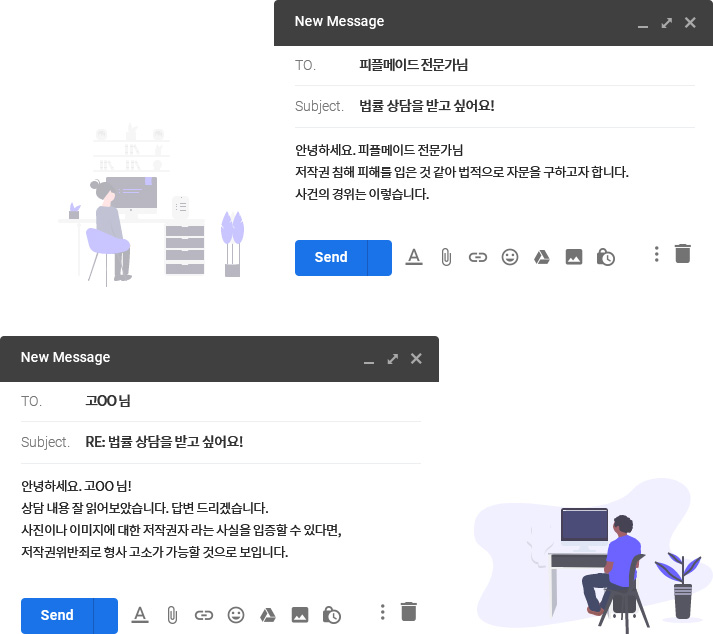 New Message
TO. 피플메이드 전문가님
Subject. 법률 상담을 받고 싶어요!
안녕하세요. 피플메이드 전문가님
저작권 침해 피해를 입은 것 같아 법적으로 자문을 구하고자 합니다.
사건의 경위는 이렇습니다.
Send
New Message
TO. 고OO 님
Subject. RE: 법률 상담을 받고 싶어요!
안녕하세요. 고OO 님!
상담 내용 잘 읽어보았습니다. 답변 드리겠습니다.
사진이나 이미지에 대한 저작권자 라는 사실을 입증할 수 있다면,
저작권위반죄로 형사 고소가 가능할 것으로 보입니다.
Send